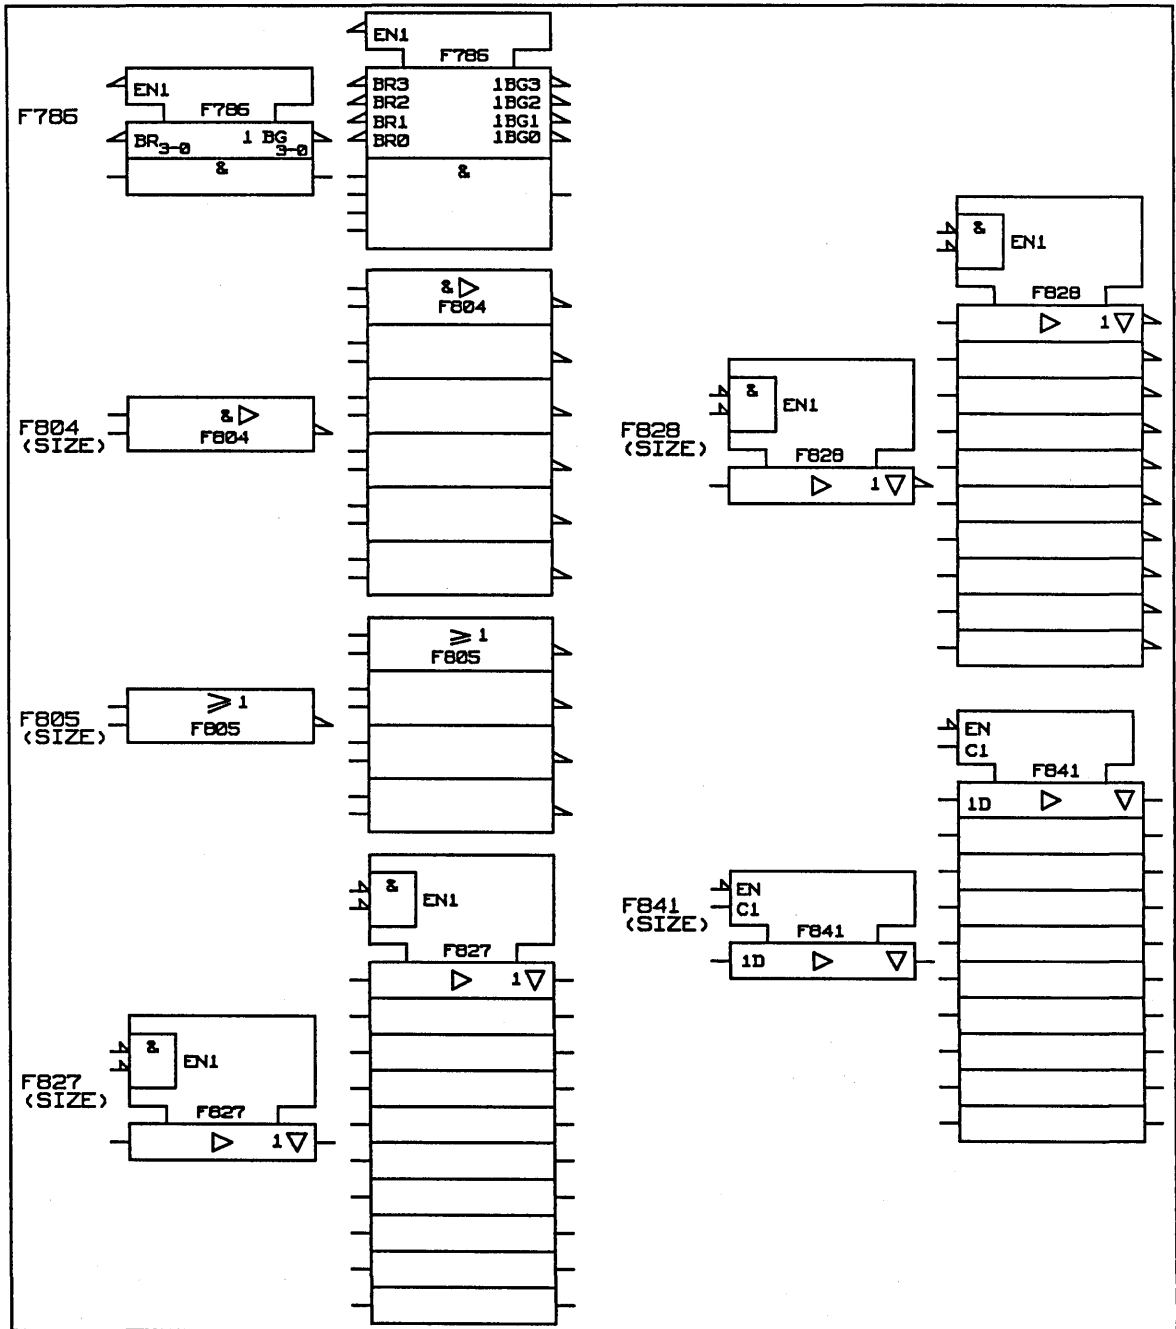 F786
EN1
F786
BR3-0 1 BG3-0
&
EN1
F786
BR3 1BG3
BR2 1BG2
BR1 1BG1
BR0 1BG0
&
F804
(SIZE)
& ▷
F804
& ▷
F804
F805
(SIZE)
≥ 1
F805
≥ 1
F805
F827
(SIZE)
&
EN1
F827
▷ 1 ▽
&
EN1
F827
▷ 1 ▽
F828
(SIZE)
&
EN1
F828
▷ 1 ▽
&
EN1
F828
▷ 1 ▽
F841
(SIZE)
EN
C1
F841
1D ▷ ▽
EN
C1
F841
1D ▷ ▽